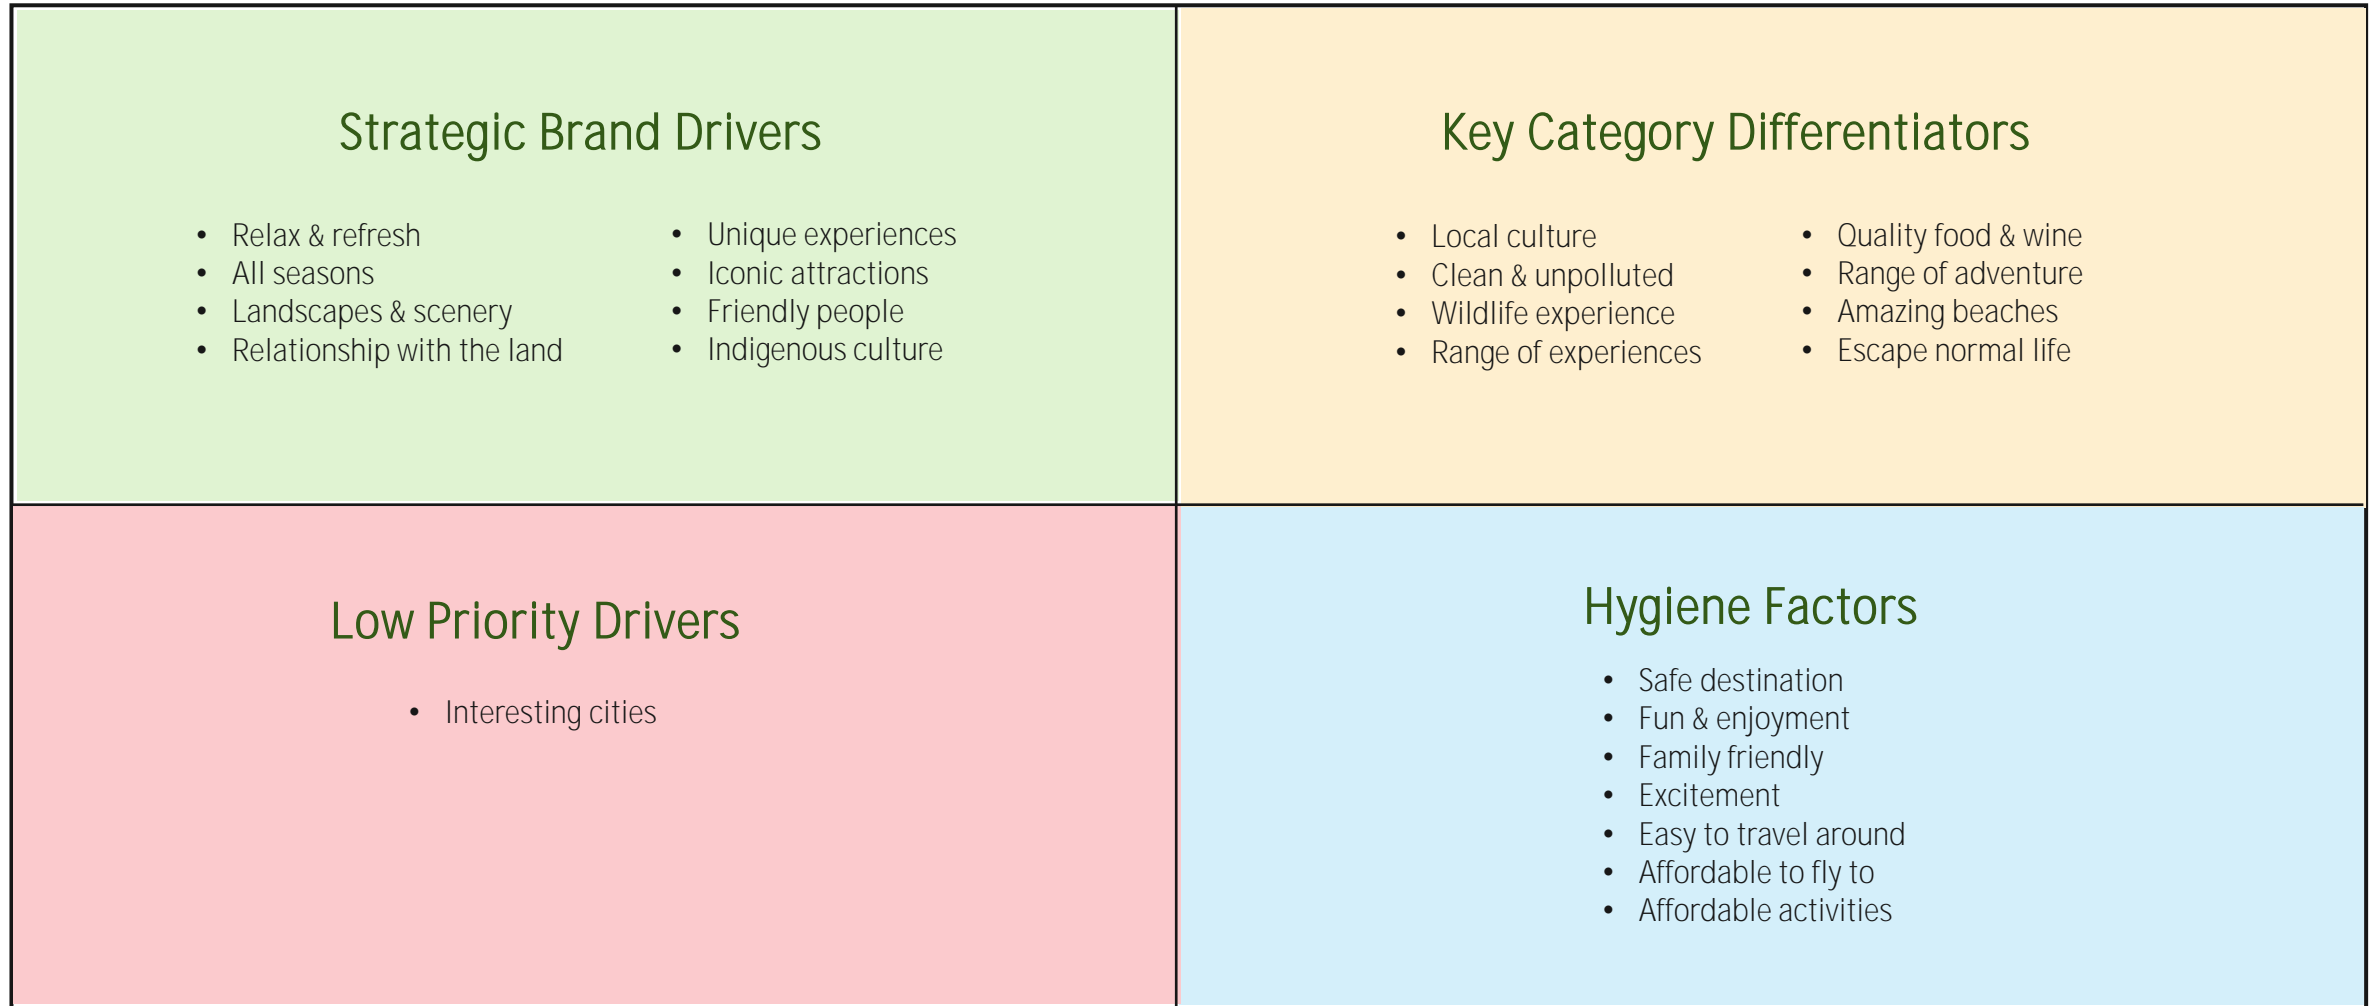 Strategic Brand Drivers
• Relax & refresh
• All seasons
• Landscapes & scenery
• Relationship with the land
• Unique experiences
• Iconic attractions
• Friendly people
• Indigenous culture
Key Category Differentiators
• Local culture
• Clean & unpolluted
• Wildlife experience
• Range of experiences
• Quality food & wine
• Range of adventure
• Amazing beaches
• Escape normal life
Low Priority Drivers
• Interesting cities
Hygiene Factors
• Safe destination
• Fun & enjoyment
• Family friendly
• Excitement
• Easy to travel around
• Affordable to fly to
• Affordable activities